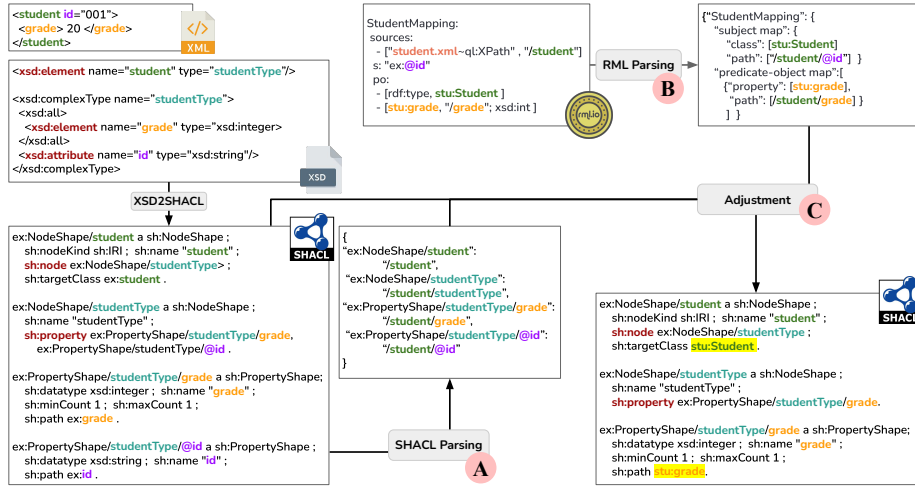 <student id="001">
<grade> 20 </grade>
</student>
XML
<xsd:element name="student" type="studentType"/>
<xsd:complexType name="studentType">
<xsd:all>
<xsd:element name="grade" type="xsd:integer>
</xsd:all>
<xsd:attribute name="id" type="xsd:string"/>
</xsd:complexType>
XSD
XSD2SHACL
StudentMapping:
sources:
- ["student.xml~ql:XPath" , "/student"]
s: "ex:@id"
po:
- [rdf:type, stu:Student ]
- [stu:grade, "/grade"; xsd:int ]
rml.io
RML Parsing
B
{“StudentMapping": {
"subject map": {
"class": [stu:Student]
"path": [“/student/@id”] }
“predicate-object map":[
{"property": [stu:grade],
"path": [/student/grade] }
] }
Adjustment
C
ex:NodeShape/student a sh:NodeShape ;
sh:nodeKind sh:IRI ; sh:name "student" ;
sh:node ex:NodeShape/studentType> ;
sh:targetClass ex:student .
ex:NodeShape/studentType a sh:NodeShape ;
sh:name "studentType" ;
sh:property ex:PropertyShape/studentType/grade,
ex:PropertyShape/studentType/@id .
ex:PropertyShape/studentType/grade a sh:PropertyShape;
sh:datatype xsd:integer ; sh:name "grade" ;
sh:minCount 1 ; sh:maxCount 1 ;
sh:path ex:grade .
ex:PropertyShape/studentType/@id a sh:PropertyShape ;
sh:datatype xsd:string ; sh:name "id" ;
sh:path ex:id .
SHACL
{
“ex:NodeShape/student":
“/student”,
“ex:NodeShape/studentType":
“/student/studentType”,
“ex:PropertyShape/studentType/grade":
“/student/grade”,
“ex:PropertyShape/studentType/@id":
“/student/@id”
}
SHACL Parsing
A
ex:NodeShape/student a sh:NodeShape ;
sh:nodeKind sh:IRI ; sh:name "student" ;
sh:node ex:NodeShape/studentType ;
sh:targetClass stu:Student .
ex:NodeShape/studentType a sh:NodeShape ;
sh:name "studentType" ;
sh:property ex:PropertyShape/studentType/grade.
ex:PropertyShape/studentType/grade a sh:PropertyShape;
sh:datatype xsd:integer ; sh:name "grade" ;
sh:minCount 1 ; sh:maxCount 1 ;
sh:path stu:grade.
SHACL